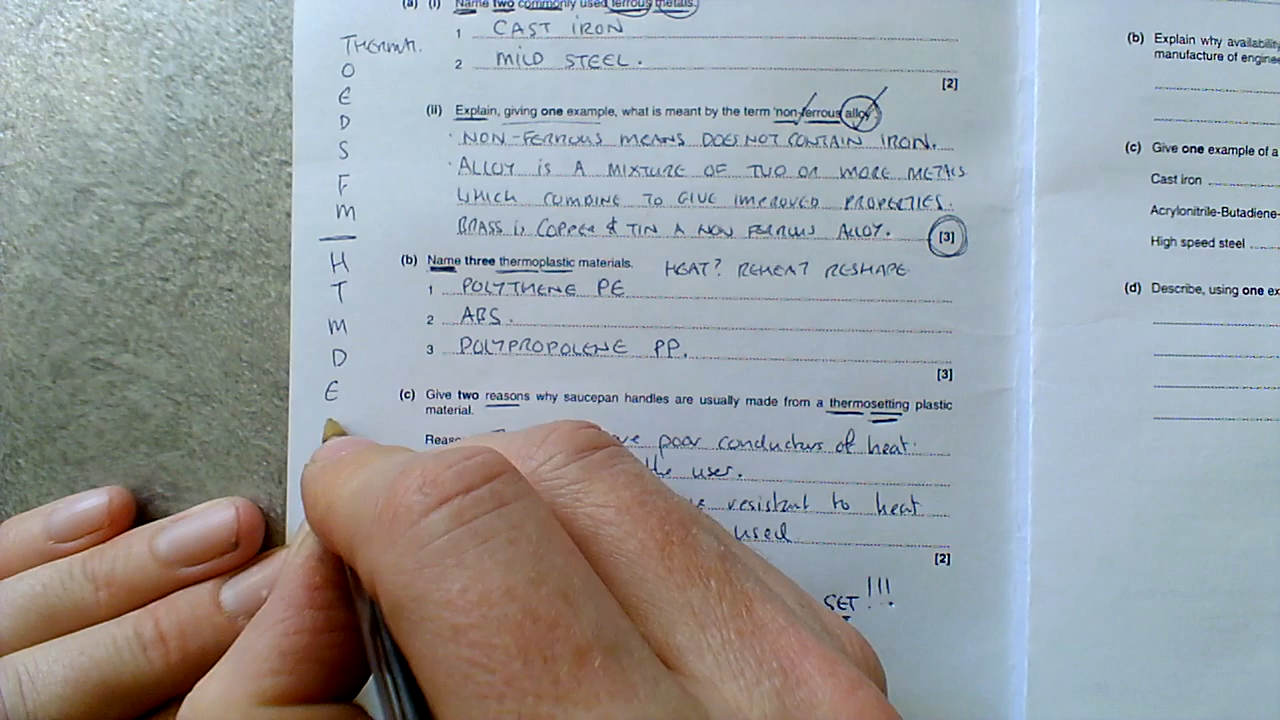 (a) (i) Name two commonly used ferrous metals.
1 CAST IRON
2 MILD STEEL.
[2]
(ii) Explain, giving one example, what is meant by the term 'non-ferrous alloy'.
· NON-FERROUS MEANS DOES NOT CONTAIN IRON.
· ALLOY IS A MIXTURE OF TWO OR MORE METALS
WHICH COMBINE TO GIVE IMPROVED PROPERTIES.
BRASS IS COPPER & TIN A NON FERROUS ALLOY.
[3]
(b) Name three thermoplastic materials. HEAT? REHEAT RESHAPE
1 POLYTHENE PE
2 ABS.
3 POLYPROPOLENE PP.
[3]
(c) Give two reasons why saucepan handles are usually made from a thermosetting plastic
material.
poor conductors of heat.
the user.
resistant to heat
used
[2]
SET!!!
O
E
D
S
F
M
H
T
M
D
E
(b) Explain why availability
manufacture of
(c) Give one example of a
Cast iron
Acrylonitrile-Butadiene-
High speed steel
(d) Describe, using one